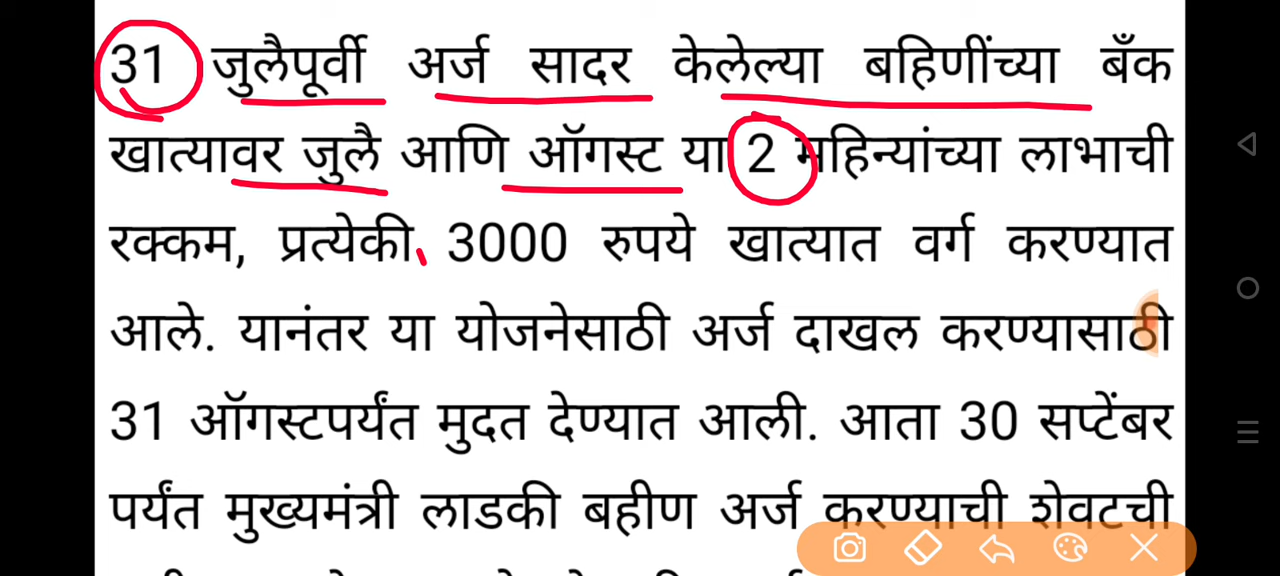 31 जुलैपूर्वी अर्ज सादर केलेल्या बहिणींच्या बँक
खात्यावर जुलै आणि ऑगस्ट या 2 महिन्यांच्या लाभाची
रक्कम, प्रत्येकी 3000 रुपये खात्यात वर्ग करण्यात
आले. यानंतर या योजनेसाठी अर्ज दाखल करण्यासाठी
31 ऑगस्टपर्यंत मुदत देण्यात आली. आता 30 सप्टेंबर
पर्यंत मुख्यमंत्री लाडकी बहीण अर्ज करण्याची शेवटची